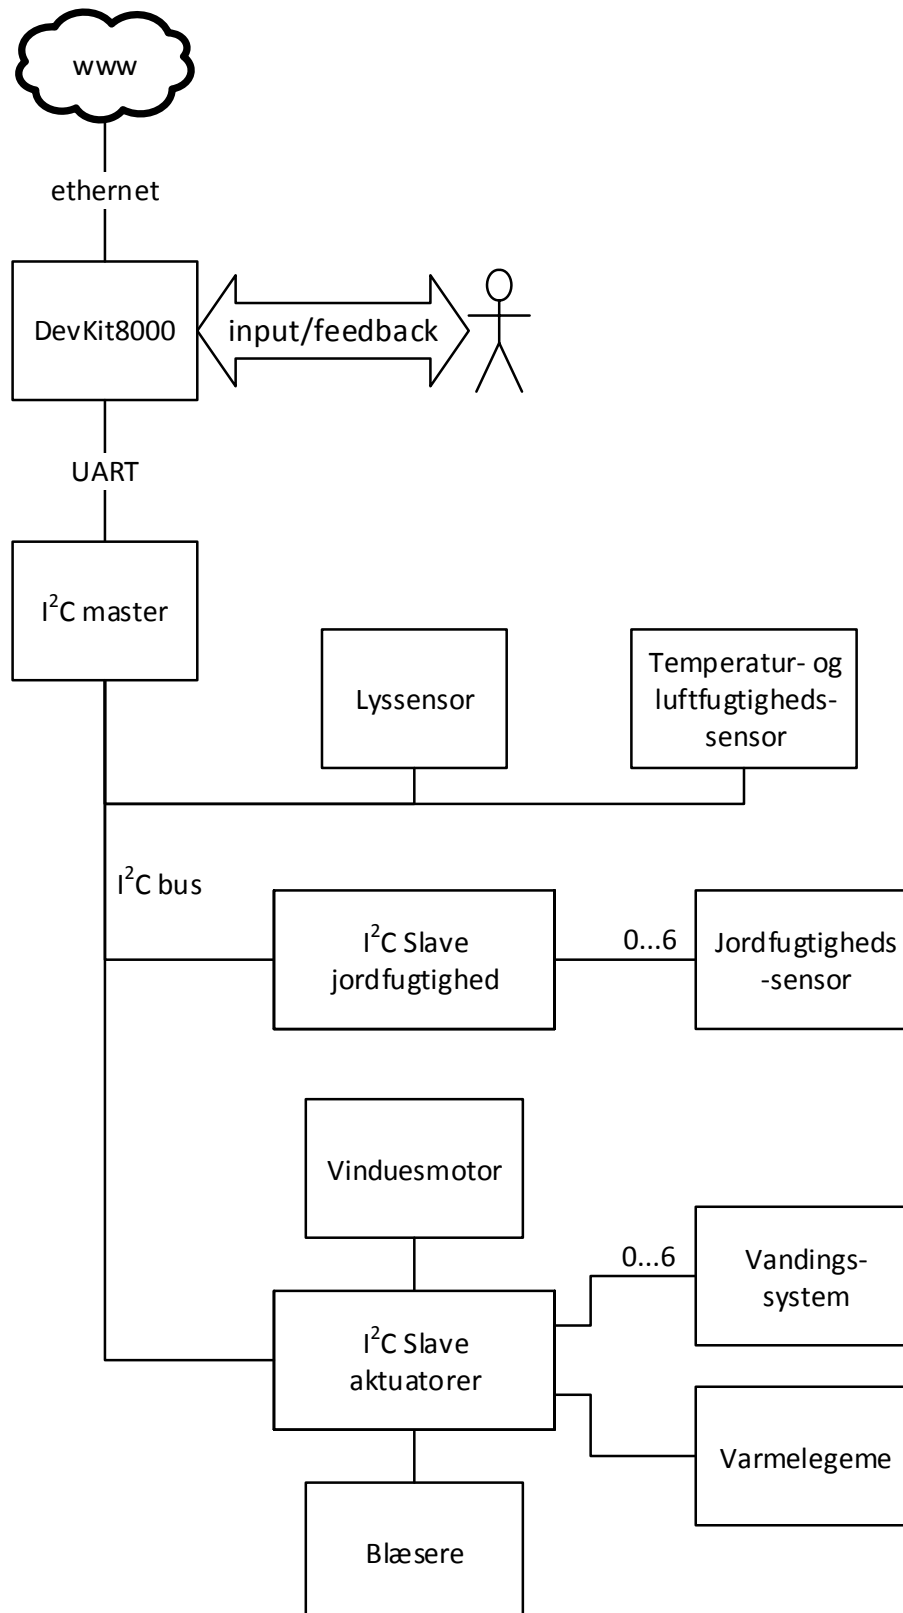 www
ethernet
DevKit8000
input/feedback
UART
I²C master
Lyssensor
Temperatur- og
luftfugtigheds-
sensor
I²C bus
I²C Slave
jordfugtighed
0...6
Jordfugtigheds
-sensor
Vinduesmotor
0...6
Vandings-
system
I²C Slave
aktuatorer
Varmelegeme
Blæsere